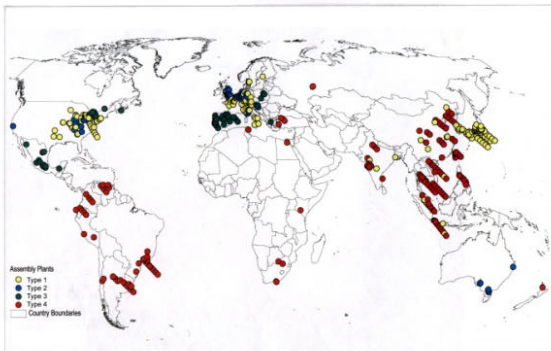 Assembly Plants
Type 1
Type 2
Type 3
Type 4
Country Boundaries